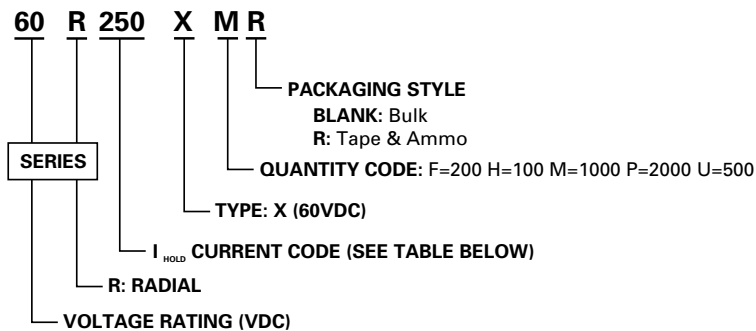 60 R 250 X M R
PACKAGING STYLE
BLANK: Bulk
R: Tape & Ammo
SERIES
QUANTITY CODE: F=200 H=100 M=1000 P=2000 U=500
TYPE: X (60VDC)
I HOLD CURRENT CODE (SEE TABLE BELOW)
R: RADIAL
VOLTAGE RATING (VDC)